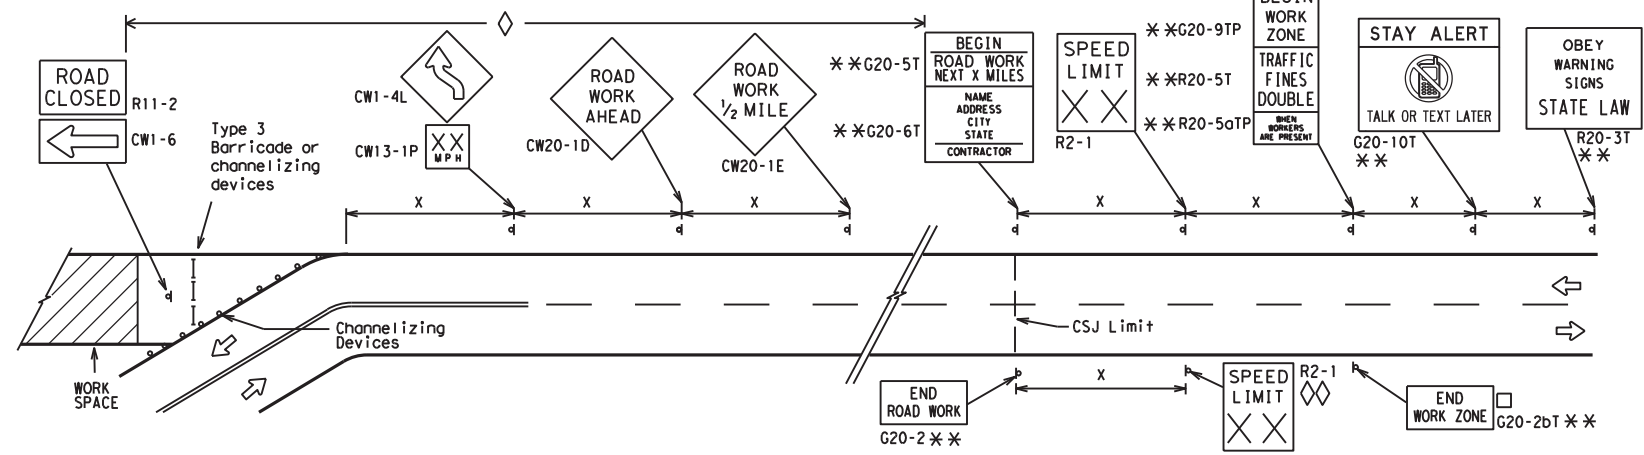 ROAD
CLOSED
R11-2
CW1-6
Type 3
Barricade or
channelizing
devices
CW1-4L
XX
MPH
CW13-1P
ROAD
WORK
AHEAD
CW20-1D
ROAD
WORK
1/2 MILE
CW20-1E
**G20-5T
**G20-6T
BEGIN
ROAD WORK
NEXT X MILES
NAME
ADDRESS
CITY
STATE
CONTRACTOR
SPEED
LIMIT
XX
R2-1
**G20-9TP
**R20-5T
**R20-5aTP
BEGIN
WORK
ZONE
TRAFFIC
FINES
DOUBLE
WHEN
WORKERS
ARE PRESENT
STAY ALERT
TALK OR TEXT LATER
G20-10T
**
OBEY
WARNING
SIGNS
STATE LAW
R20-3T
**
X
X
X
X
X
X
X
Channelizing
Devices
WORK
SPACE
CSJ Limit
X
END
ROAD WORK
G20-2**
SPEED
LIMIT
XX
R2-1
END
WORK ZONE
G20-2bT **